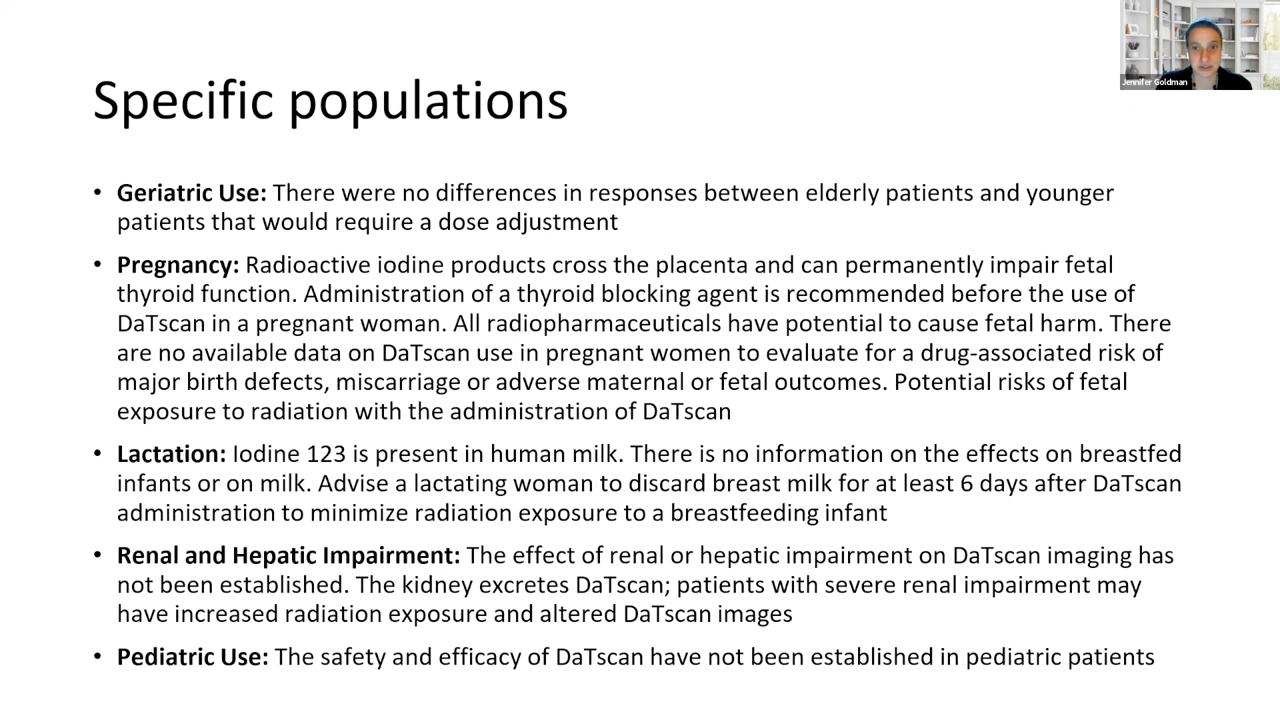 Jennifer Goldman
Specific populations
• Geriatric Use: There were no differences in responses between elderly patients and younger
patients that would require a dose adjustment
• Pregnancy: Radioactive iodine products cross the placenta and can permanently impair fetal
thyroid function. Administration of a thyroid blocking agent is recommended before the use of
DaTscan in a pregnant woman. All radiopharmaceuticals have potential to cause fetal harm. There
are no available data on DaTscan use in pregnant women to evaluate for a drug-associated risk of
major birth defects, miscarriage or adverse maternal or fetal outcomes. Potential risks of fetal
exposure to radiation with the administration of DaTscan
• Lactation: Iodine 123 is present in human milk. There is no information on the effects on breastfed
infants or on milk. Advise a lactating woman to discard breast milk for at least 6 days after DaTscan
administration to minimize radiation exposure to a breastfeeding infant
• Renal and Hepatic Impairment: The effect of renal or hepatic impairment on DaTscan imaging has
not been established. The kidney excretes DaTscan; patients with severe renal impairment may
have increased radiation exposure and altered DaTscan images
• Pediatric Use: The safety and efficacy of DaTscan have not been established in pediatric patients